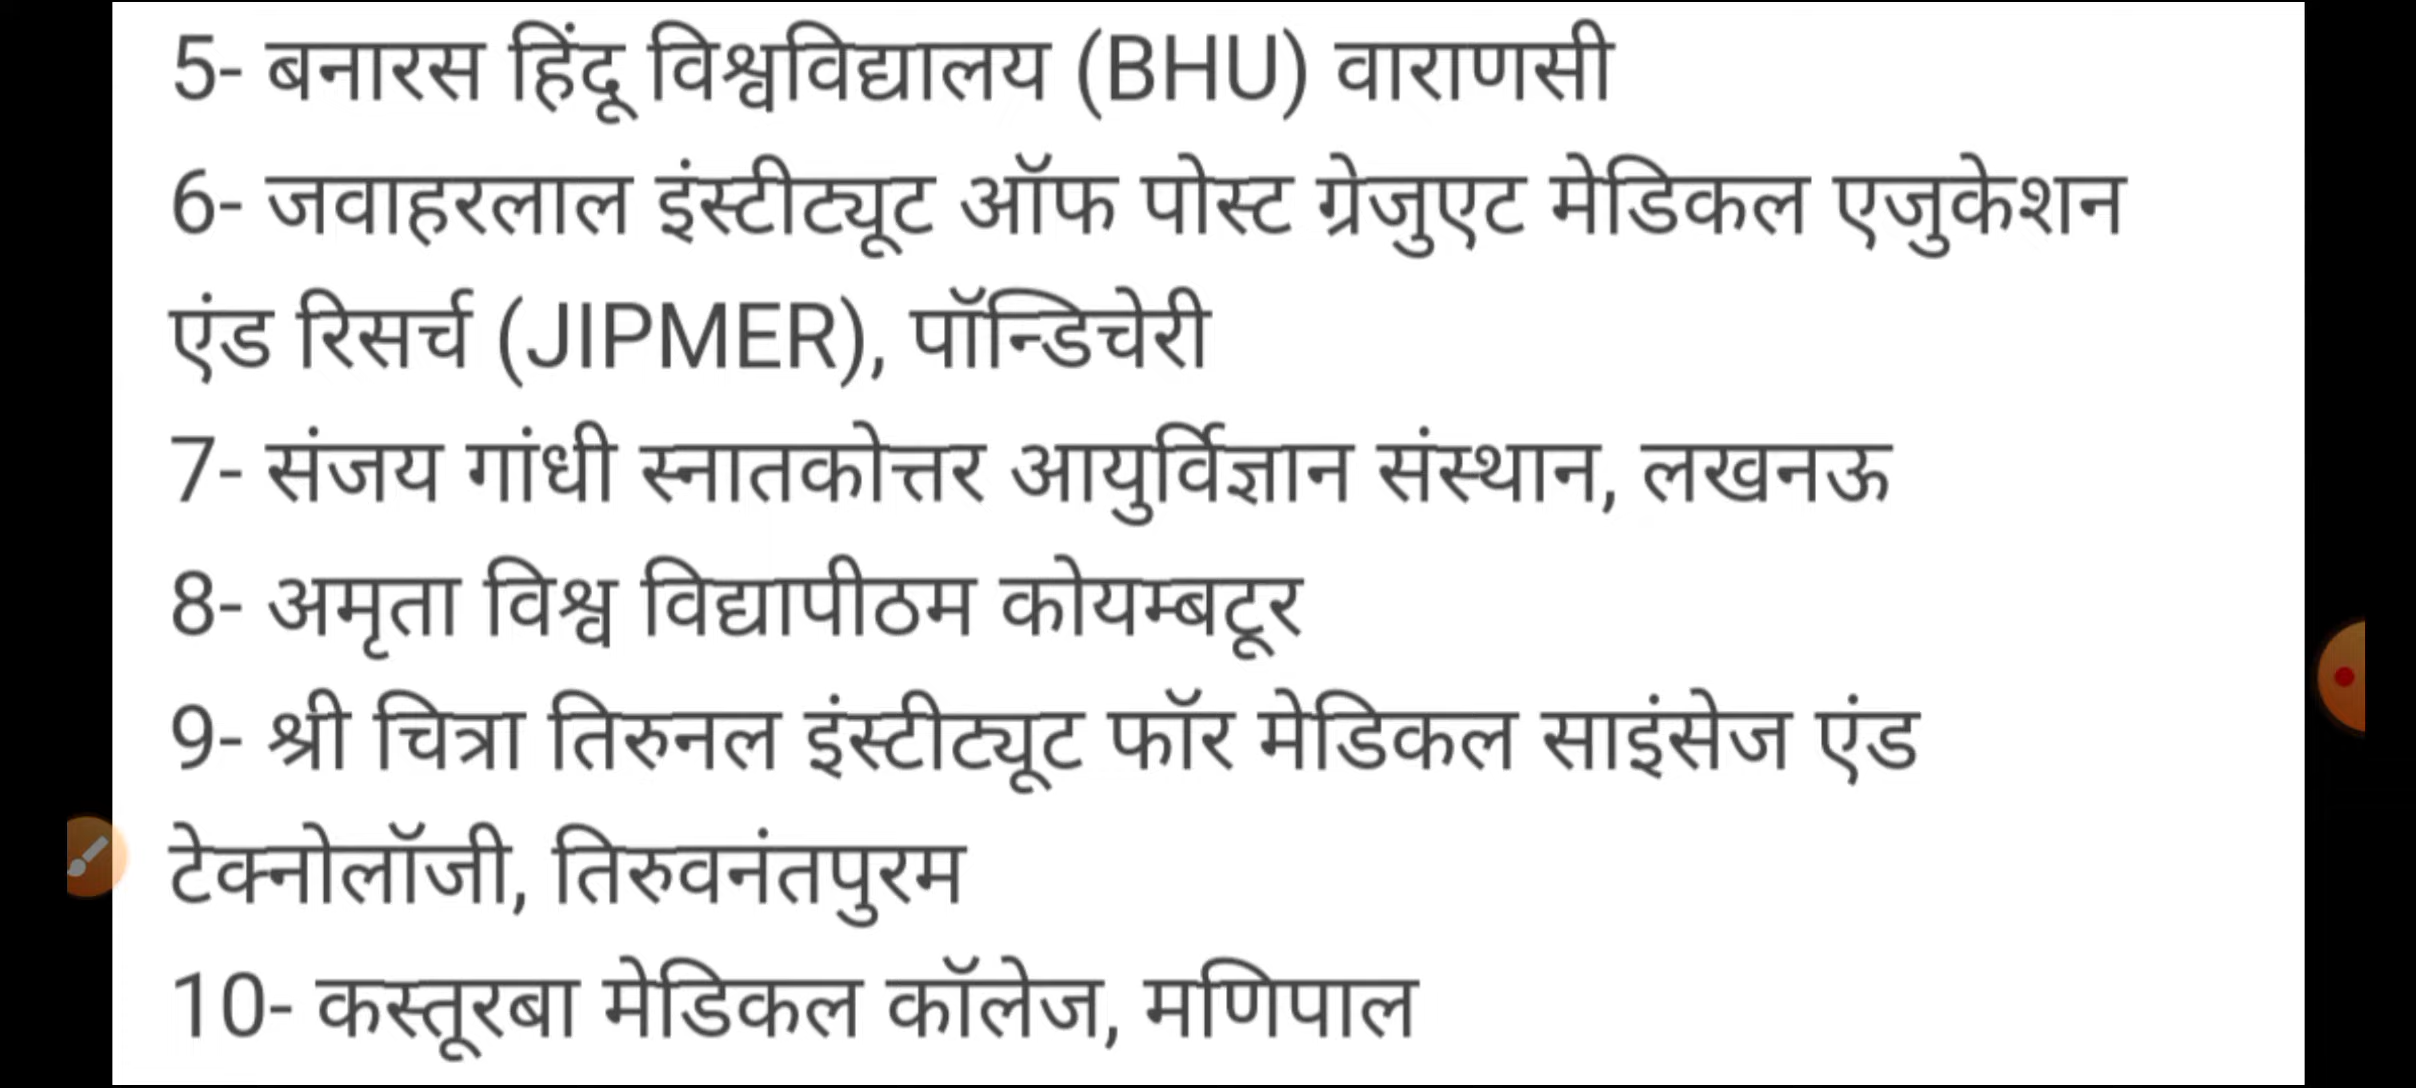 5- बनारस हिंदू विश्वविद्यालय (BHU) वाराणसी
6- जवाहरलाल इंस्टीट्यूट ऑफ पोस्ट ग्रेजुएट मेडिकल एजुकेशन
एंड रिसर्च (JIPMER), पॉन्डिचेरी
7- संजय गांधी स्नातकोत्तर आयुर्विज्ञान संस्थान, लखनऊ
8- अमृता विश्व विद्यापीठम कोयम्बटूर
9- श्री चित्रा तिरुनल इंस्टीट्यूट फॉर मेडिकल साइंसेज एंड
टेक्नोलॉजी, तिरुवनंतपुरम
10- कस्तूरबा मेडिकल कॉलेज, मणिपाल